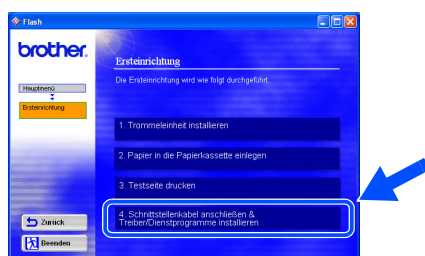 Flash
brother.
Ersteinrichtung
Die Ersteinrichtung wird wie folgt durchgeführt.
Hauptmenü
Ersteinrichtung
1. Trommeleinheit installieren
2. Papier in die Papierkassette einlegen
3. Testseite drucken
4. Schnittstellenkabel anschließen &
Treiber/Dienstprogramme installieren
Zurück
Beenden